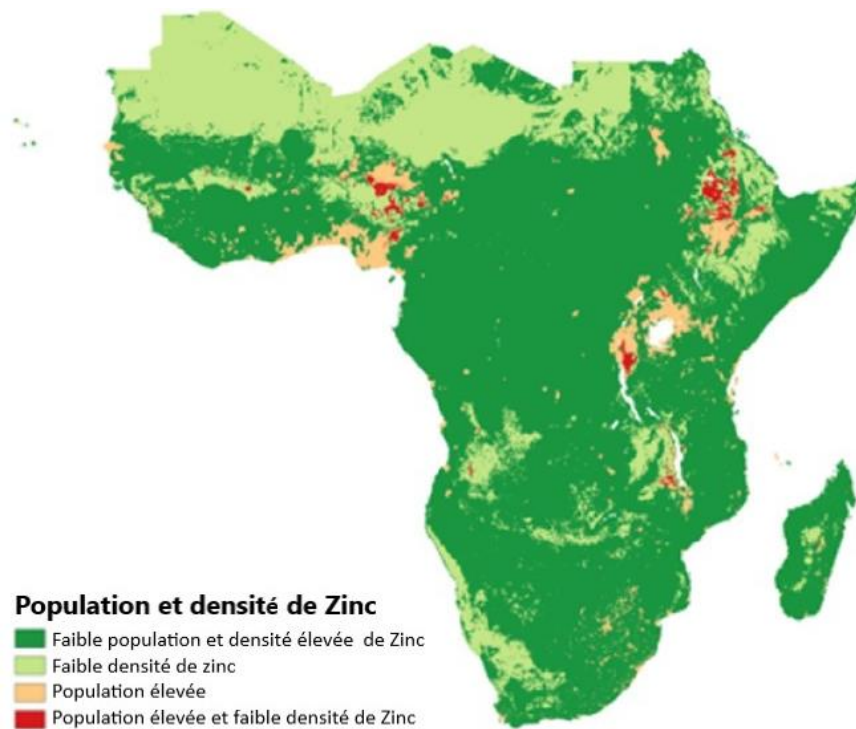 Population et densité de Zinc
Faible population et densité élevée de Zinc
Faible densité de zinc
Population élevée
Population élevée et faible densité de Zinc